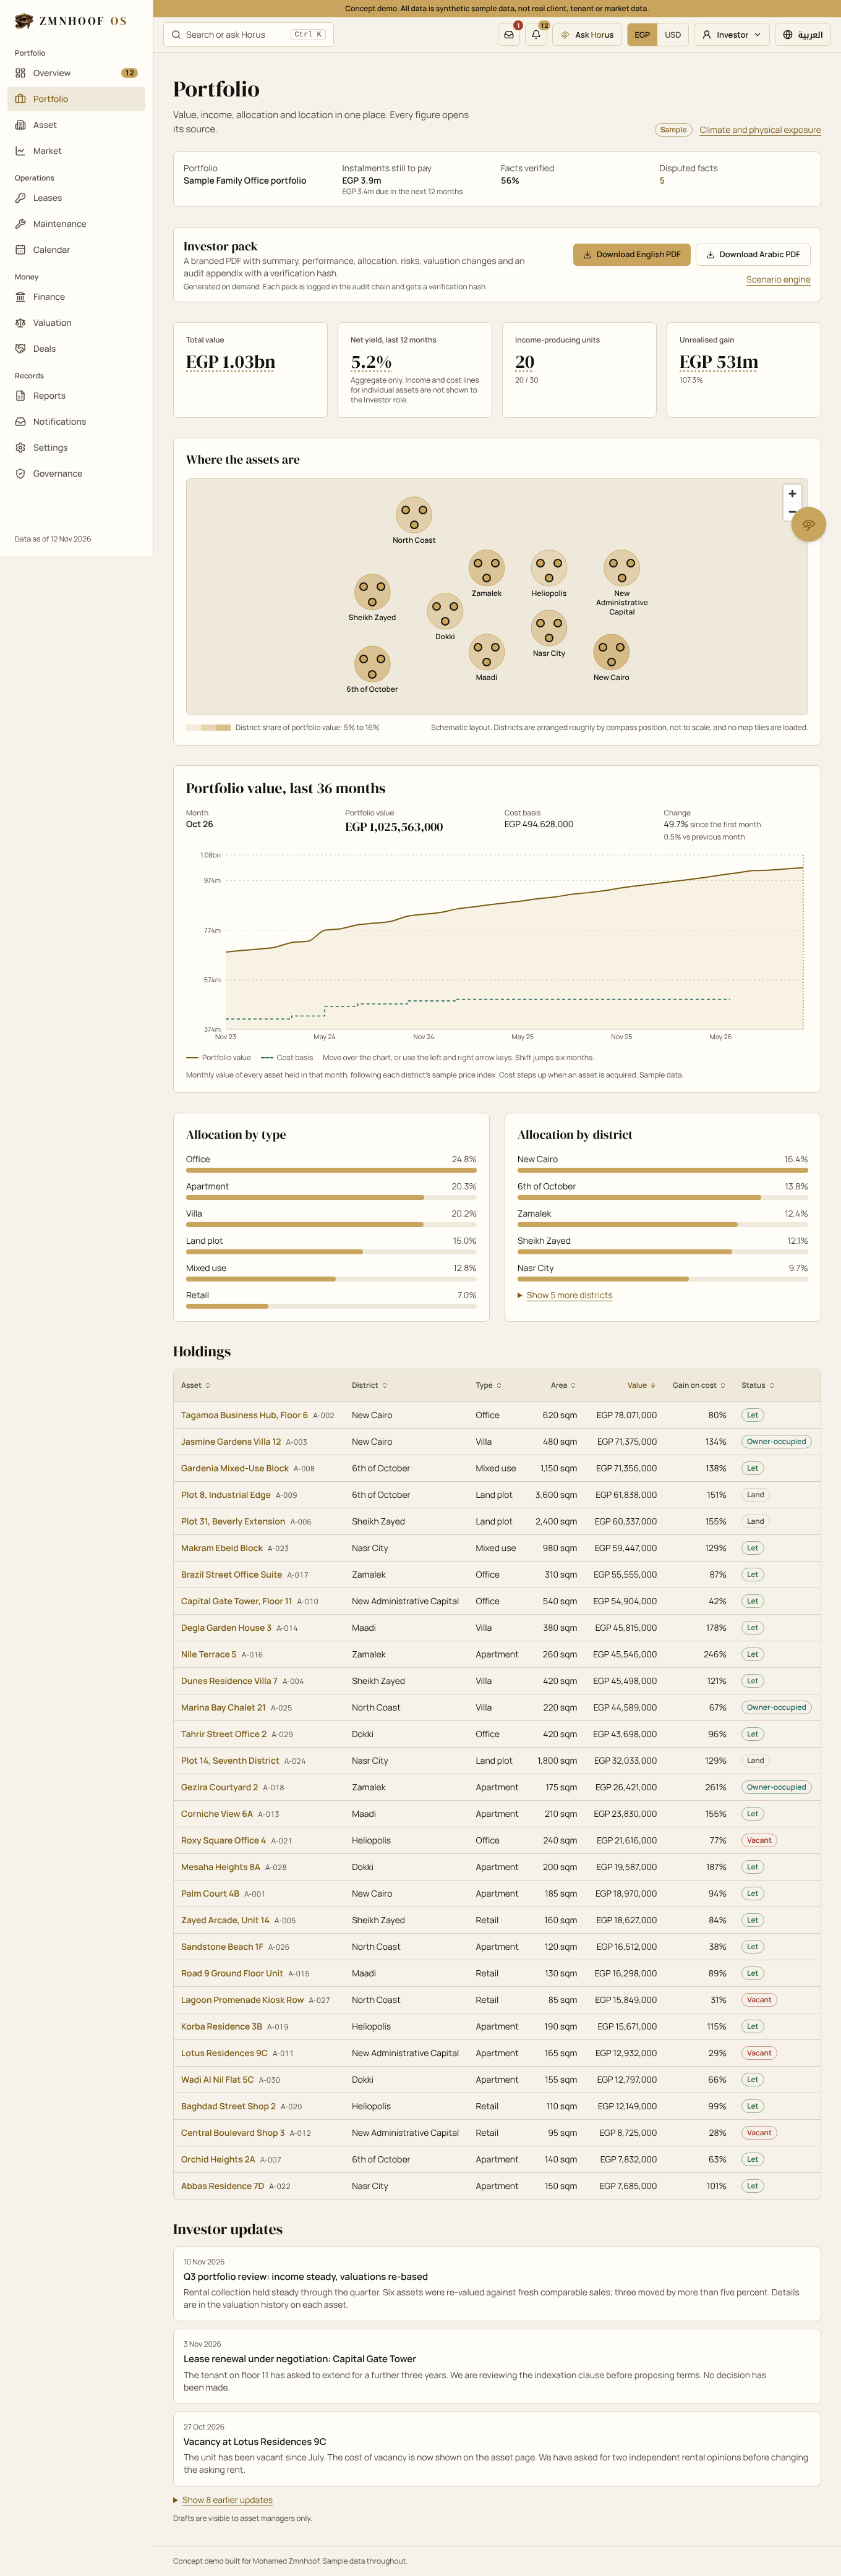 Concept demo. All data is synthetic sample data, not real client, tenant or market data.
ZMNHOOF OS
Portfolio
Overview 12
Portfolio
Asset
Market
Operations
Leases
Maintenance
Calendar
Money
Finance
Valuation
Deals
Records
Reports
Notifications
Settings
Governance
Data as of 12 Nov 2026
Search or ask Horus Ctrl K
1
12
Ask Horus
EGP USD
Investor
العربية
Portfolio
Value, income, allocation and location in one place. Every figure opens
its source.
Sample Climate and physical exposure
Portfolio
Sample Family Office portfolio
Instalments still to pay
EGP 3.9m
EGP 3.4m due in the next 12 months
Facts verified
56%
Disputed facts
5
Investor pack
A branded PDF with summary, performance, allocation, risks, valuation changes and an
audit appendix with a verification hash.
Generated on demand. Each pack is logged in the audit chain and gets a verification hash.
Download English PDF
Download Arabic PDF
Scenario engine
Total value
EGP 1.03bn
Net yield, last 12 months
5.2%
Aggregate only. Income and cost lines
for individual assets are not shown to
the Investor role.
Income-producing units
20
20 / 30
Unrealised gain
EGP 531m
107.3%
Where the assets are
+
−
North Coast
Zamalek
Heliopolis
New
Administrative
Capital
Sheikh Zayed
Dokki
Nasr City
Maadi
New Cairo
6th of October
District share of portfolio value: 5% to 16%
Schematic layout. Districts are arranged roughly by compass position, not to scale, and no map tiles are loaded.
Portfolio value, last 36 months
Month
Oct 26
Portfolio value
EGP 1,025,563,000
Cost basis
EGP 494,628,000
Change
49.7% since the first month
0.5% vs previous month
1.08bn
974m
774m
574m
374m
Nov 23 May 24 Nov 24 May 25 Nov 25 May 26
Portfolio value Cost basis Move over the chart, or use the left and right arrow keys. Shift jumps six months.
Monthly value of every asset held in that month, following each district's sample price index. Cost steps up when an asset is acquired. Sample data.
Allocation by type
Office 24.8%
Apartment 20.3%
Villa 20.2%
Land plot 15.0%
Mixed use 12.8%
Retail 7.0%
Allocation by district
New Cairo 16.4%
6th of October 13.8%
Zamalek 12.4%
Sheikh Zayed 12.1%
Nasr City 9.7%
Show 5 more districts
Holdings
Asset District Type Area Value Gain on cost Status
Tagamoa Business Hub, Floor 6 A-002 New Cairo Office 620 sqm EGP 78,071,000 80% Let
Jasmine Gardens Villa 12 A-003 New Cairo Villa 480 sqm EGP 71,375,000 134% Owner-occupied
Gardenia Mixed-Use Block A-008 6th of October Mixed use 1,150 sqm EGP 71,356,000 138% Let
Plot 8, Industrial Edge A-009 6th of October Land plot 3,600 sqm EGP 61,838,000 151% Land
Plot 31, Beverly Extension A-006 Sheikh Zayed Land plot 2,400 sqm EGP 60,337,000 155% Land
Makram Ebeid Block A-023 Nasr City Mixed use 980 sqm EGP 59,447,000 129% Let
Brazil Street Office Suite A-017 Zamalek Office 310 sqm EGP 55,555,000 87% Let
Capital Gate Tower, Floor 11 A-010 New Administrative Capital Office 540 sqm EGP 54,904,000 42% Let
Degla Garden House 3 A-014 Maadi Villa 380 sqm EGP 45,815,000 178% Let
Nile Terrace 5 A-016 Zamalek Apartment 260 sqm EGP 45,546,000 246% Let
Dunes Residence Villa 7 A-004 Sheikh Zayed Villa 420 sqm EGP 45,498,000 121% Let
Marina Bay Chalet 21 A-025 North Coast Villa 220 sqm EGP 44,589,000 67% Owner-occupied
Tahrir Street Office 2 A-029 Dokki Office 420 sqm EGP 43,698,000 96% Let
Plot 14, Seventh District A-024 Nasr City Land plot 1,800 sqm EGP 32,033,000 129% Land
Gezira Courtyard 2 A-018 Zamalek Apartment 175 sqm EGP 26,421,000 261% Owner-occupied
Corniche View 6A A-013 Maadi Apartment 210 sqm EGP 23,830,000 155% Let
Roxy Square Office 4 A-021 Heliopolis Office 240 sqm EGP 21,616,000 77% Vacant
Mesaha Heights 8A A-028 Dokki Apartment 200 sqm EGP 19,587,000 187% Let
Palm Court 4B A-001 New Cairo Apartment 185 sqm EGP 18,970,000 94% Let
Zayed Arcade, Unit 14 A-005 Sheikh Zayed Retail 160 sqm EGP 18,627,000 84% Let
Sandstone Beach 1F A-026 North Coast Apartment 120 sqm EGP 16,512,000 38% Let
Road 9 Ground Floor Unit A-015 Maadi Retail 130 sqm EGP 16,298,000 89% Let
Lagoon Promenade Kiosk Row A-027 North Coast Retail 85 sqm EGP 15,849,000 31% Vacant
Korba Residence 3B A-019 Heliopolis Apartment 190 sqm EGP 15,671,000 115% Let
Lotus Residences 9C A-011 New Administrative Capital Apartment 165 sqm EGP 12,932,000 29% Vacant
Wadi Al Nil Flat 5C A-030 Dokki Apartment 155 sqm EGP 12,797,000 66% Let
Baghdad Street Shop 2 A-020 Heliopolis Retail 110 sqm EGP 12,149,000 99% Let
Central Boulevard Shop 3 A-012 New Administrative Capital Retail 95 sqm EGP 8,725,000 28% Vacant
Orchid Heights 2A A-007 6th of October Apartment 140 sqm EGP 7,832,000 63% Let
Abbas Residence 7D A-022 Nasr City Apartment 155 sqm EGP 7,685,000 101% Let
Investor updates
10 Nov 2026
Q3 portfolio review: income steady, valuations re-based
Rental collection held steady through the quarter. Six assets were re-valued against fresh comparable sales; three moved by more than five percent. Details
are in the valuation history on each asset.
3 Nov 2026
Lease renewal under negotiation: Capital Gate Tower
The tenant on floor 11 has asked to extend for a further three years. We are reviewing the indexation clause before proposing terms. No decision has
been made.
27 Oct 2026
Vacancy at Lotus Residences 9C
The unit has been vacant since July. The cost of vacancy is now shown on the asset page. We have asked for two independent rental opinions before changing
the asking rent.
Show 8 earlier updates
Drafts are visible to asset managers only.
Concept demo built for Mohamed Zmnhoof. Sample data throughout.